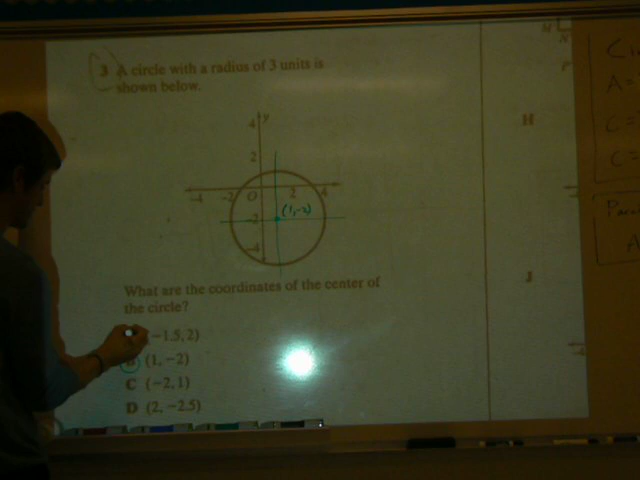 3 A circle with a radius of 3 units is
shown below.
y
4
2
-4 -2 O 2 4
(1,-2)
-2
-4
What are the coordinates of the center of
the circle?
-1.5, 2)
B (1, -2)
C (-2, 1)
D (2, -2.5)
M
N
P
H
J
A =
C =
C =
A